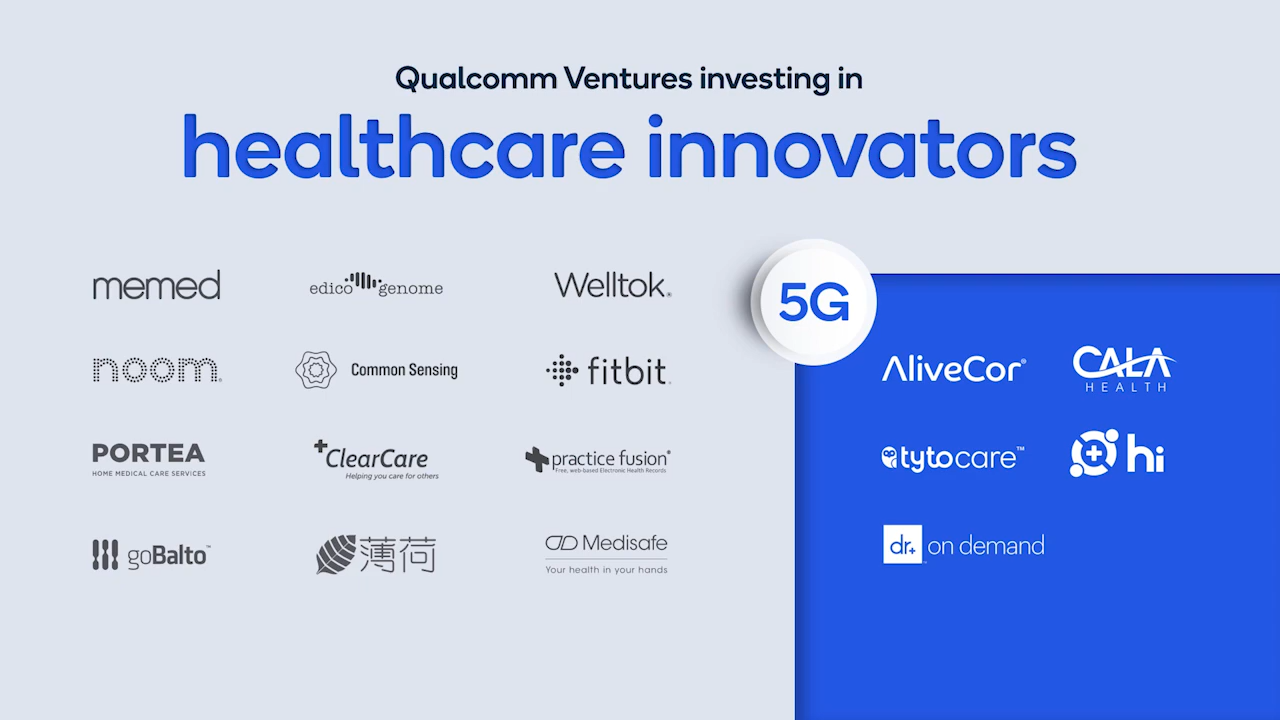 Qualcomm Ventures investing in
healthcare innovators
memed
edico genome
Welltok®
noom®
Common Sensing
fitbit
PORTEA
HOME MEDICAL CARE SERVICES
ClearCare
Helping you care for others
practice fusion®
Free, web-based Electronic Health Records
goBalto™
薄荷
Medisafe
Your health in your hands
5G
AliveCor®
CALA
HEALTH
tytocare™
hi
dr+ on demand